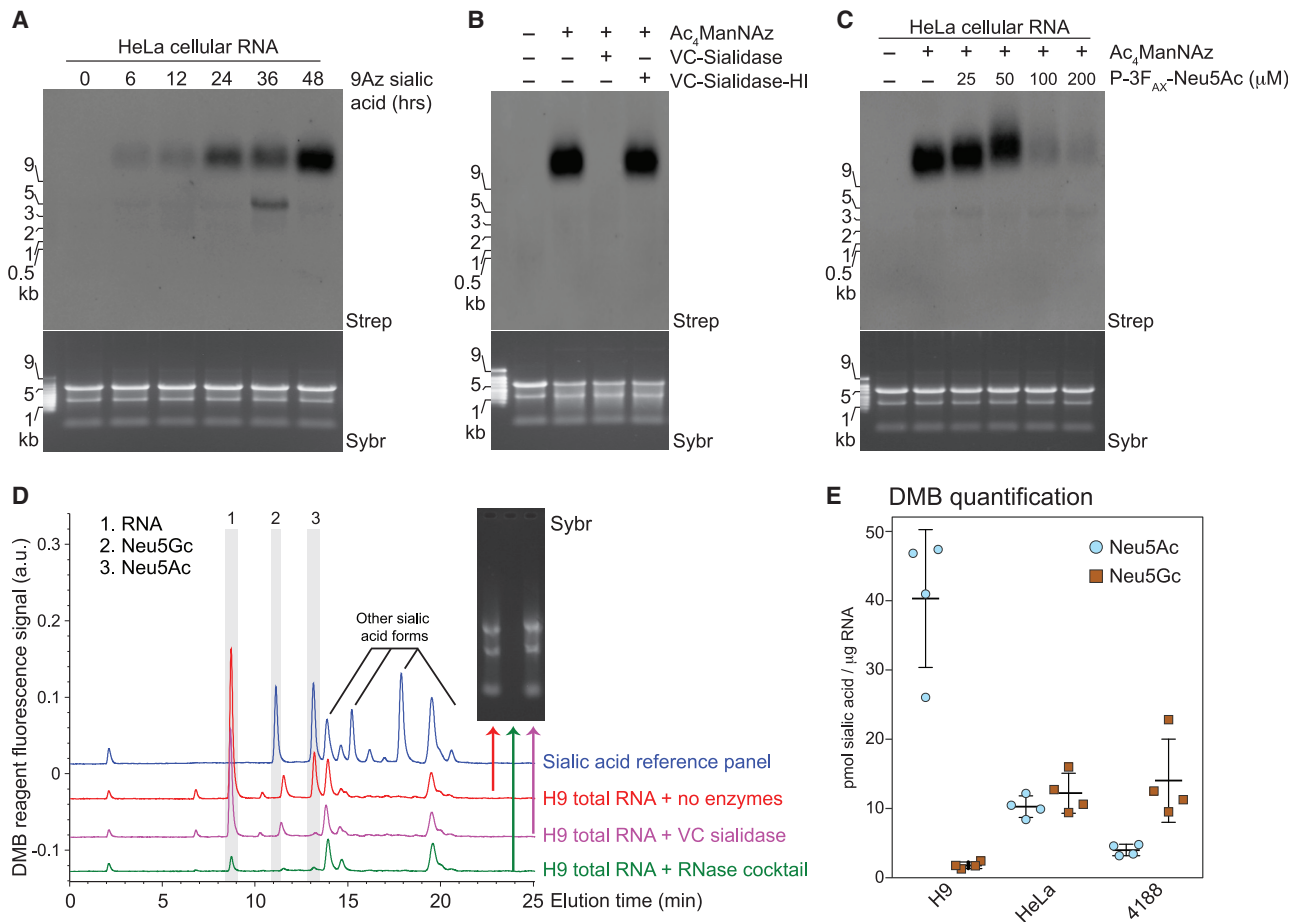 A
HeLa cellular RNA
0 6 12 24 36 48
9Az sialic acid (hrs)
9
5
3
2
1
0.5
kb
Strep
9
5
1
kb
Sybr
B
– + + + Ac4ManNAz
+ VC-Sialidase
+ VC-Sialidase-HI
9
5
3
2
1
0.5
kb
Strep
9
5
1
kb
Sybr
C
HeLa cellular RNA
– + + + + + Ac4ManNAz
– – 25 50 100 200 P-3FAX-Neu5Ac (μM)
9
5
3
2
1
0.5
kb
Strep
9
5
1
kb
Sybr
D
1. RNA
2. Neu5Gc
3. Neu5Ac
1 2 3
Other sialic
acid forms
Sybr
DMB reagent fluorescence signal (a.u.)
0.3
0.2
0.1
0
-0.1
Sialic acid reference panel
H9 total RNA + no enzymes
H9 total RNA + VC sialidase
H9 total RNA + RNase cocktail
0 5 10 15 20 25
Elution time (min)
E
DMB quantification
Neu5Ac
Neu5Gc
pmol sialic acid / μg RNA
50
40
30
20
10
0
H9 HeLa 4188